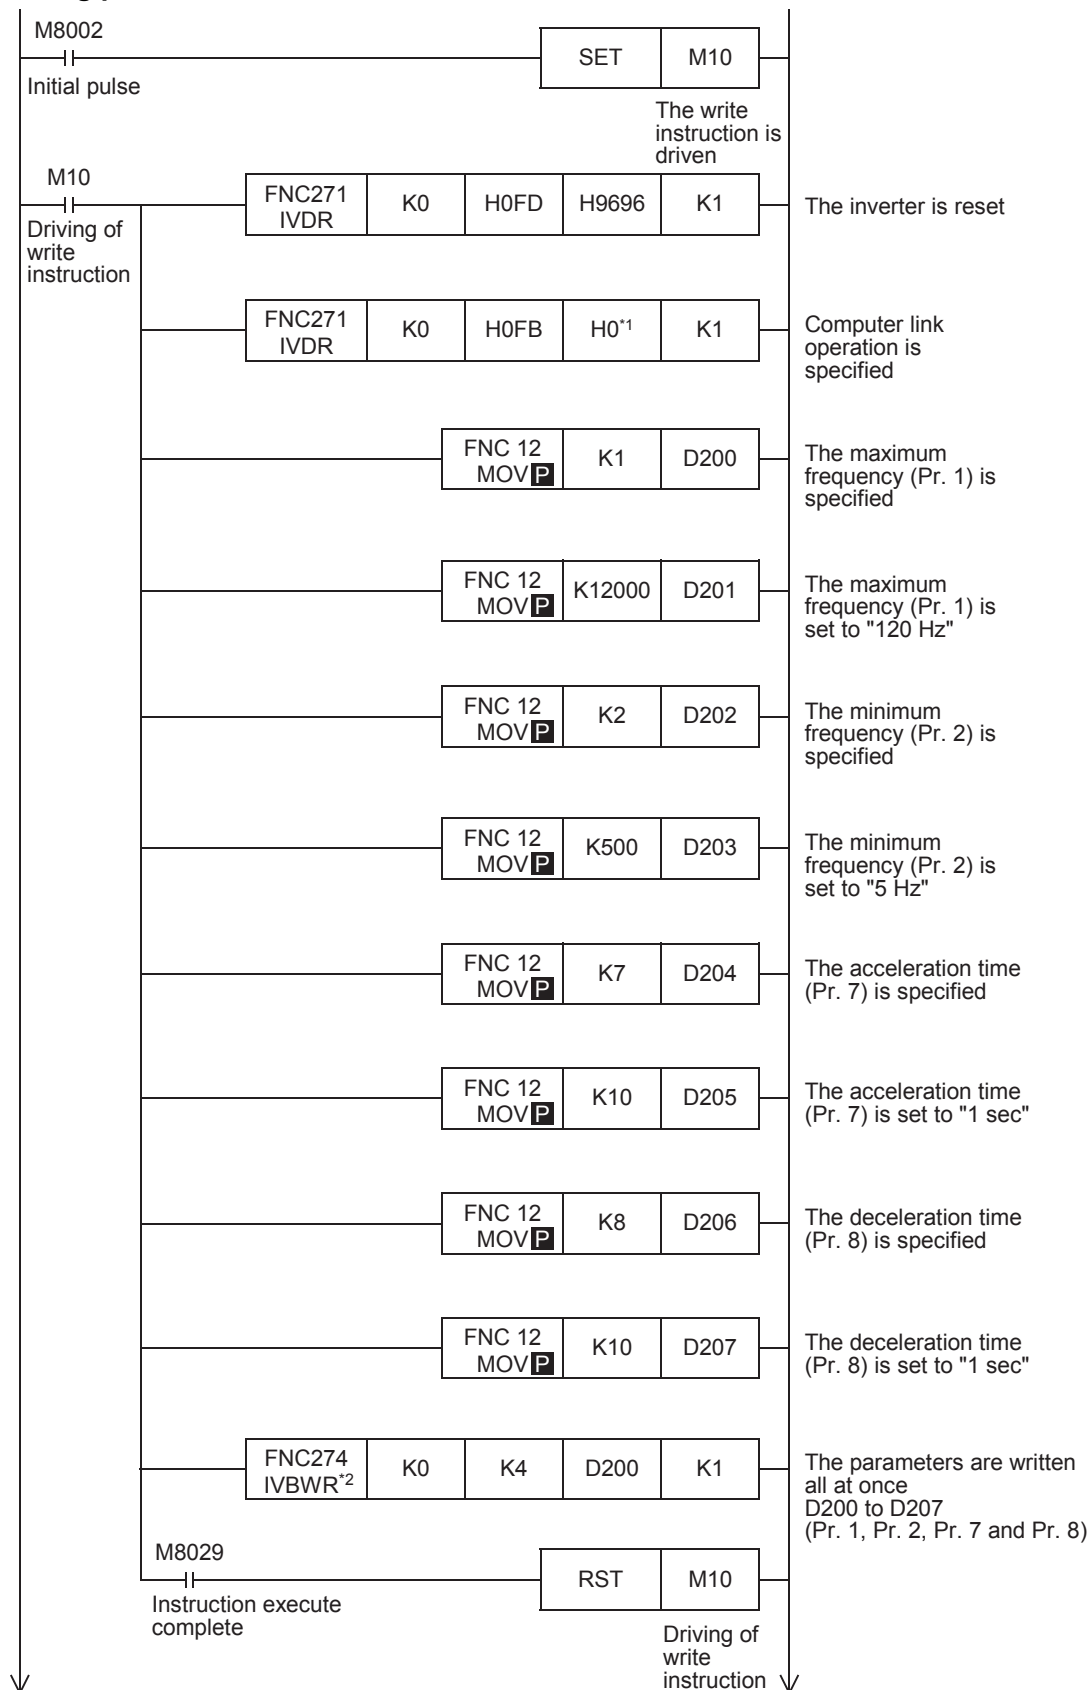 M8002
SET M10
Initial pulse
The write
instruction is
driven
M10
FNC271
IVDR K0 H0FD H9696 K1
The inverter is reset
Driving of
write
instruction
FNC271
IVDR K0 H0FB H0*1 K1
Computer link
operation is
specified
FNC 12
MOV P K1 D200
The maximum
frequency (Pr. 1) is
specified
FNC 12
MOV P K12000 D201
The maximum
frequency (Pr. 1) is
set to "120 Hz"
FNC 12
MOV P K2 D202
The minimum
frequency (Pr. 2) is
specified
FNC 12
MOV P K500 D203
The minimum
frequency (Pr. 2) is
set to "5 Hz"
FNC 12
MOV P K7 D204
The acceleration time
(Pr. 7) is specified
FNC 12
MOV P K10 D205
The acceleration time
(Pr. 7) is set to "1 sec"
FNC 12
MOV P K8 D206
The deceleration time
(Pr. 8) is specified
FNC 12
MOV P K10 D207
The deceleration time
(Pr. 8) is set to "1 sec"
FNC274
IVBWR*2 K0 K4 D200 K1
The parameters are written
all at once
D200 to D207
(Pr. 1, Pr. 2, Pr. 7 and Pr. 8)
M8029
RST M10
Instruction execute
complete
Driving of
write
instruction